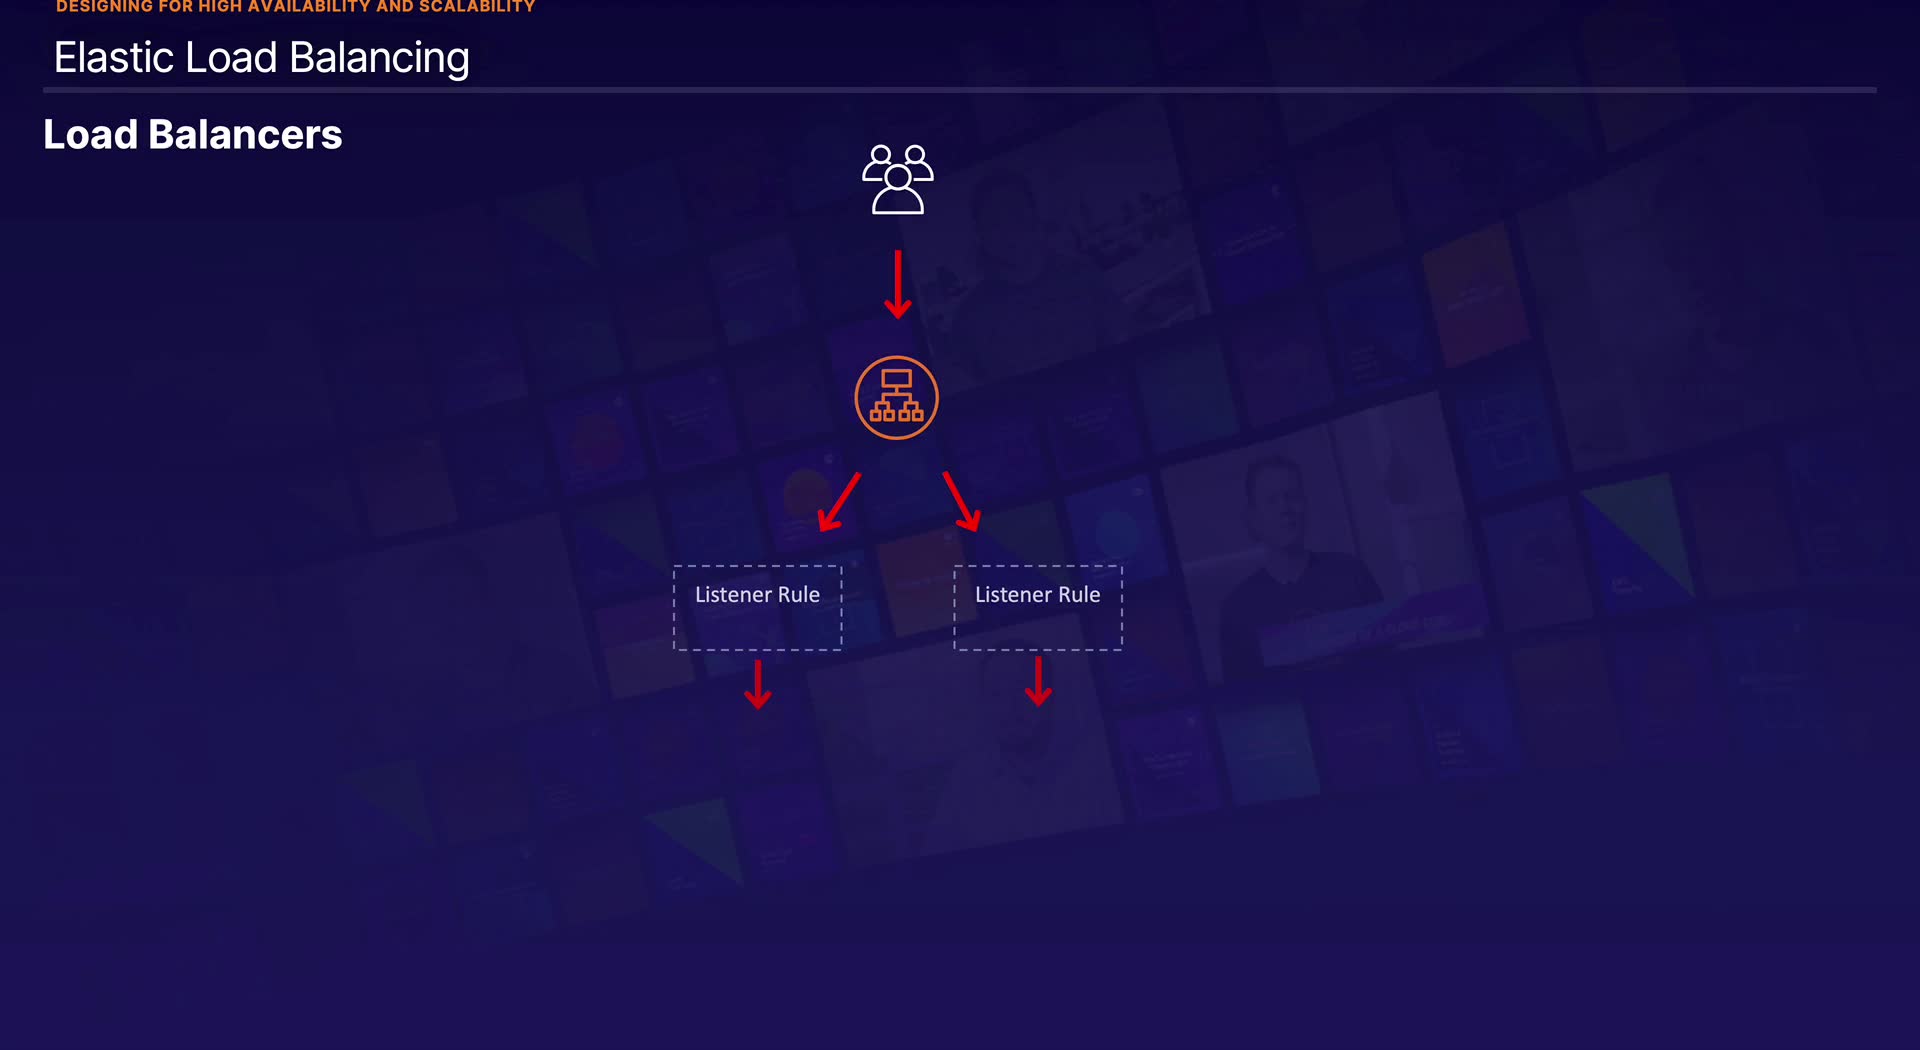 DESIGNING FOR HIGH AVAILABILITY AND SCALABILITY
Elastic Load Balancing
Load Balancers
Listener Rule
Listener Rule